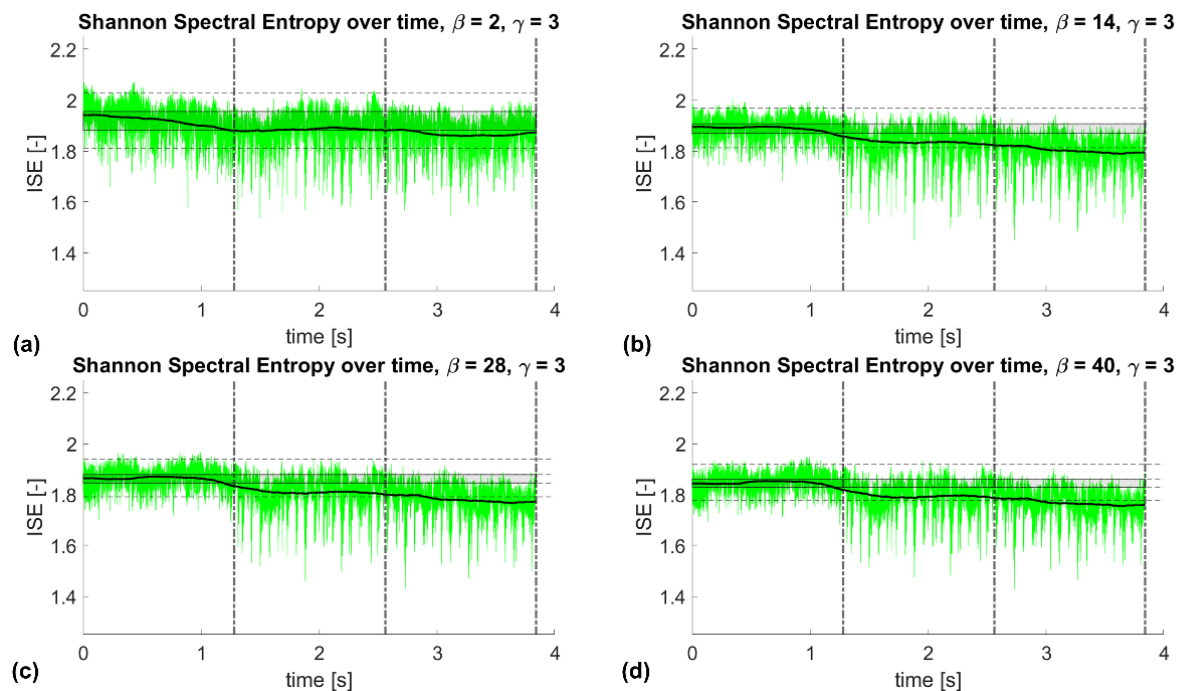 Shannon Spectral Entropy over time, β = 2, γ = 3
2.2
2
1.8
1.6
1.4
ISE [-]
0 1 2 3 4
time [s]
(a)
Shannon Spectral Entropy over time, β = 14, γ = 3
2.2
2
1.8
1.6
1.4
ISE [-]
0 1 2 3 4
time [s]
(b)
Shannon Spectral Entropy over time, β = 28, γ = 3
2.2
2
1.8
1.6
1.4
ISE [-]
0 1 2 3 4
time [s]
(c)
Shannon Spectral Entropy over time, β = 40, γ = 3
2.2
2
1.8
1.6
1.4
ISE [-]
0 1 2 3 4
time [s]
(d)